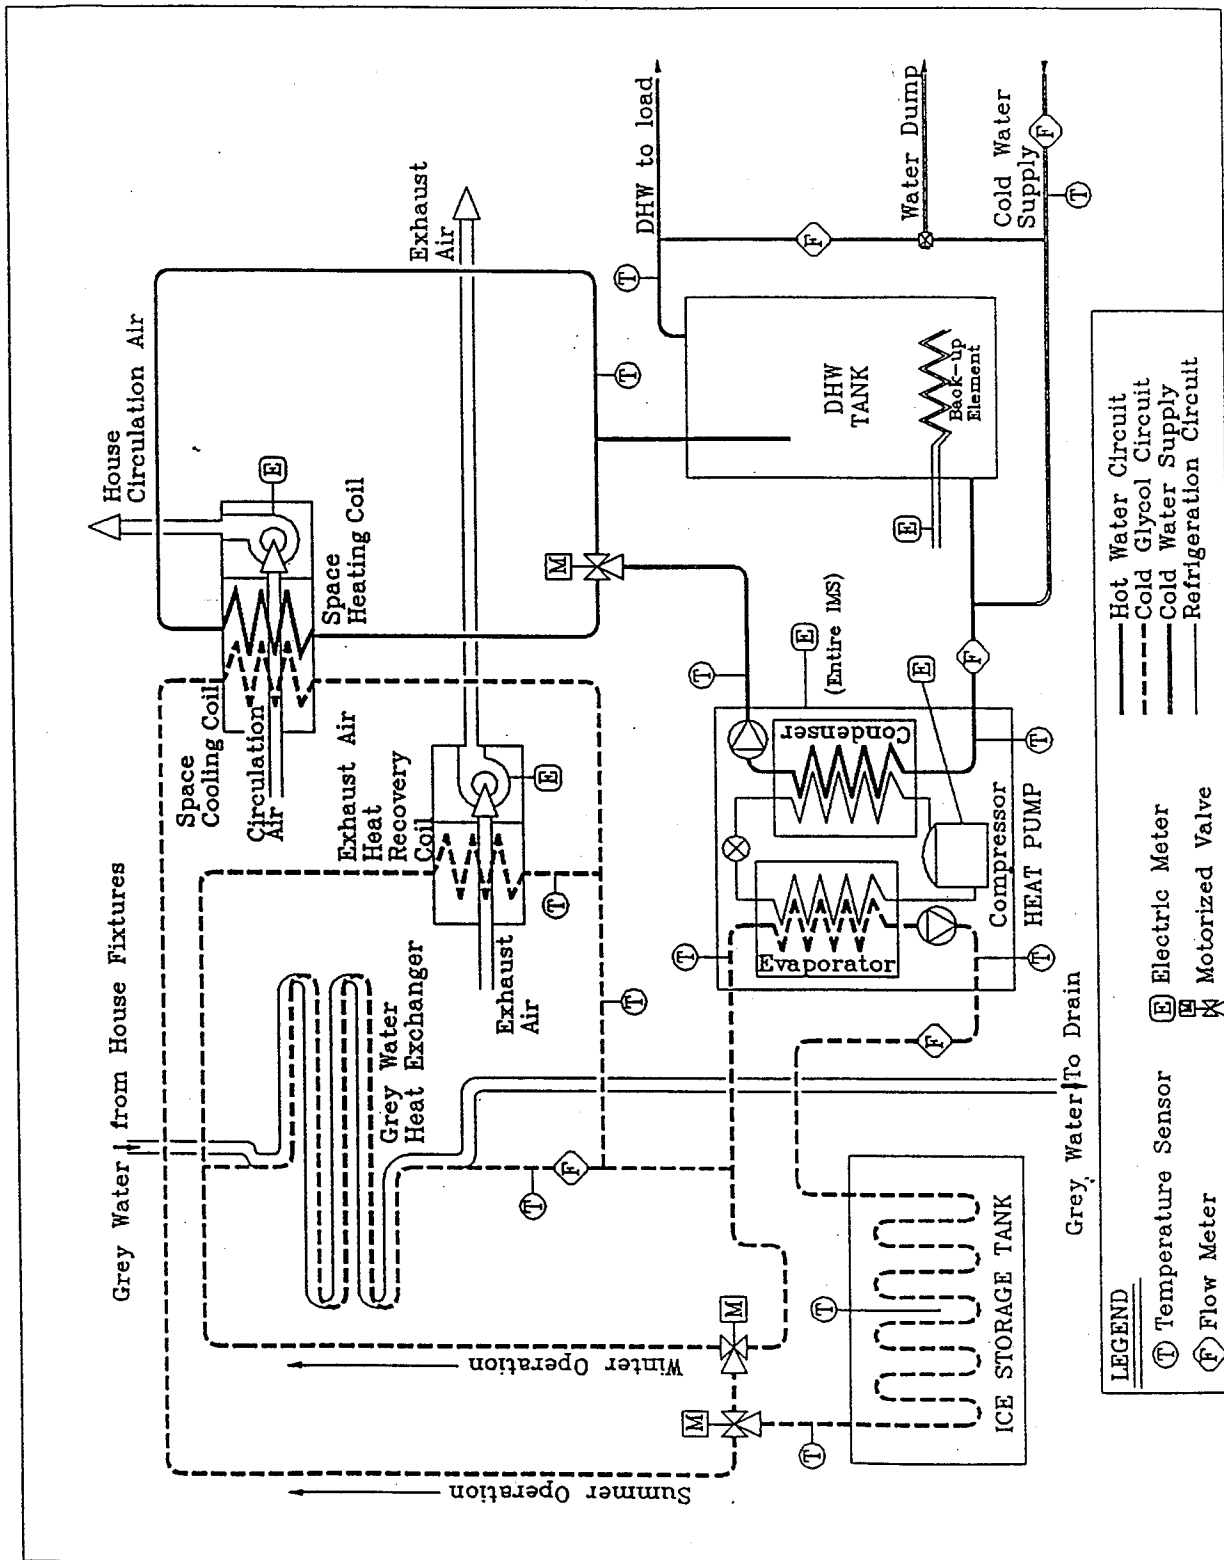 Grey Water from House Fixtures
Space
Cooling Coil
Circulation
Air
House
Circulation Air
Space
Heating Coil
E
Exhaust Air
Heat
Recovery
Coil
Exhaust
Air
E
Exhaust
Air
Grey Water
Heat Exchanger
T
T
T
F
Summer Operation
Winter Operation
M
M
M
T
T
DHW to load
Water Dump
Cold Water
Supply
F
F
T
DHW
TANK
Back-up
Element
E
T
E
(Entire IMS)
Condenser
Evaporator
Compressor
HEAT PUMP
E
F
T
T
T
F
T
T
ICE STORAGE TANK
Grey Water To Drain
LEGEND
T Temperature Sensor
F Flow Meter
E Electric Meter
M Motorized Valve
Hot Water Circuit
Cold Glycol Circuit
Cold Water Supply
Refrigeration Circuit